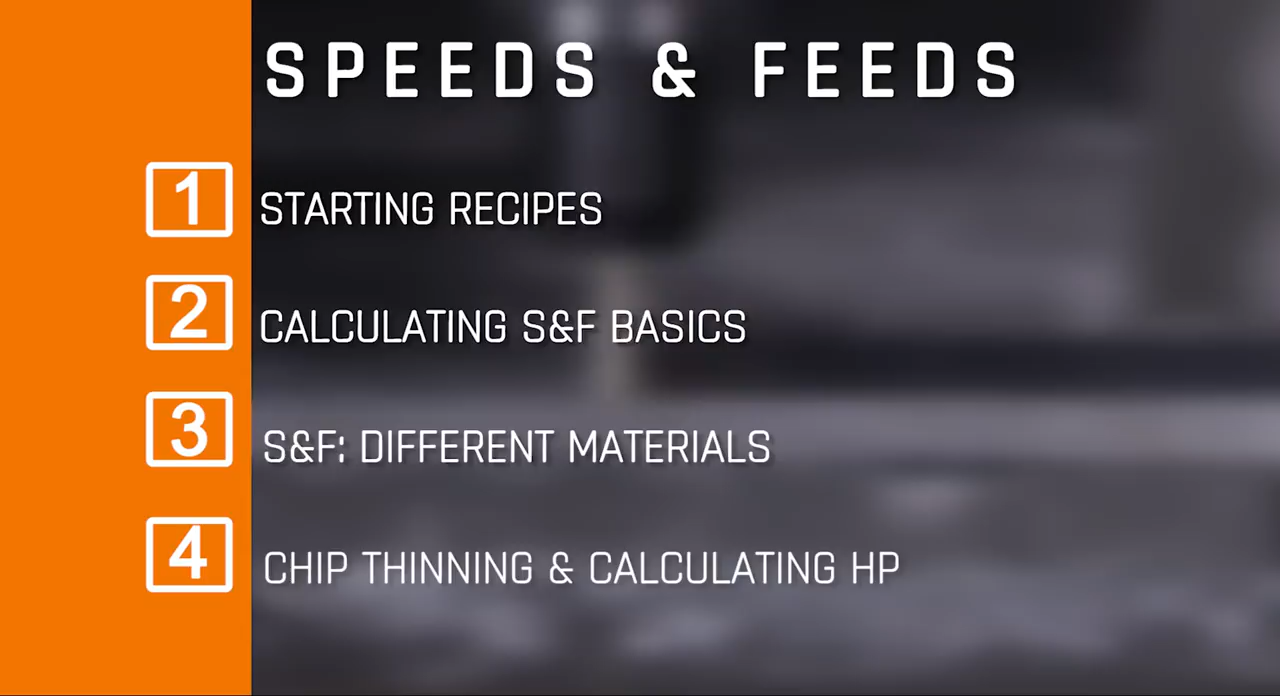 SPEEDS & FEEDS
1 STARTING RECIPES
2 CALCULATING S&F BASICS
3 S&F: DIFFERENT MATERIALS
4 CHIP THINNING & CALCULATING HP